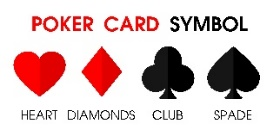 POKER CARD SYMBOL
HEART DIAMONDS CLUB SPADE